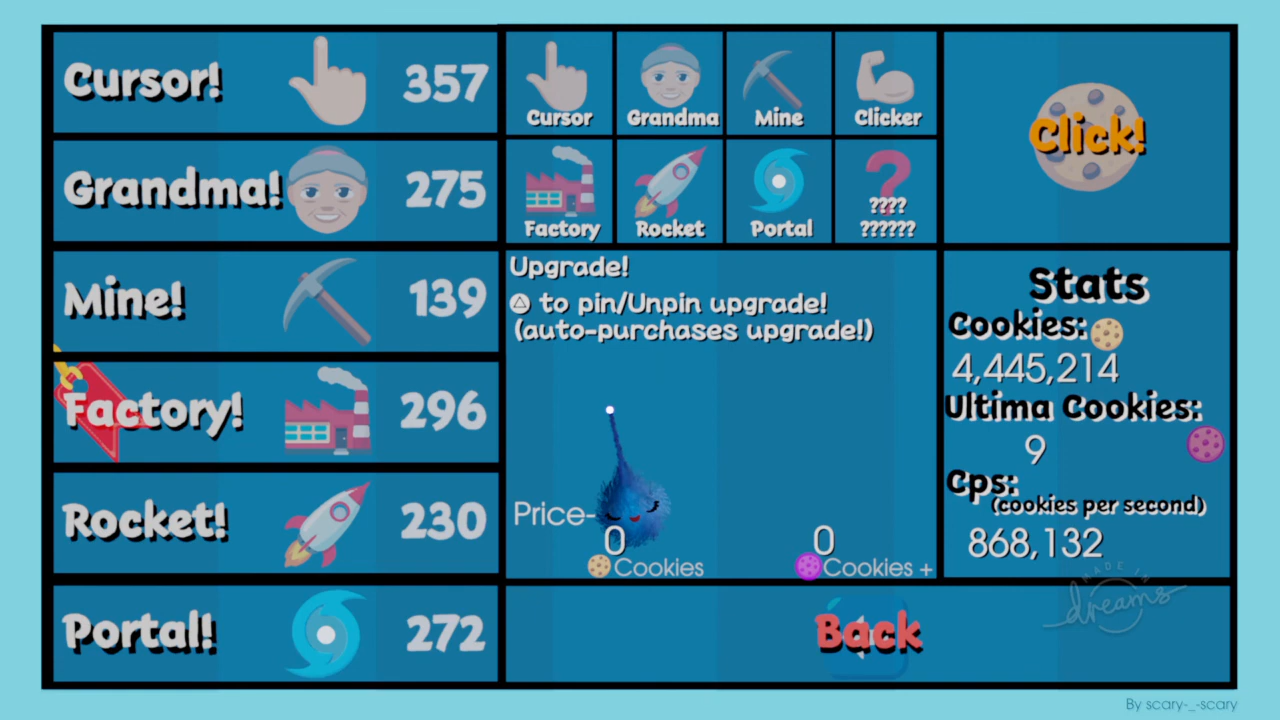 Cursor! 357
Grandma! 275
Mine! 139
Factory! 296
Rocket! 230
Portal! 272
Cursor Grandma Mine Clicker
Factory Rocket Portal ????
??????
Click!
Upgrade!
to pin/Unpin upgrade!
(auto-purchases upgrade!)
Price-
0 0
Cookies Cookies +
Stats
Cookies:
4,445,214
Ultima Cookies:
9
Cps:
(cookies per second)
868,132
MADE IN
dreams
Back
By scary-_-scary